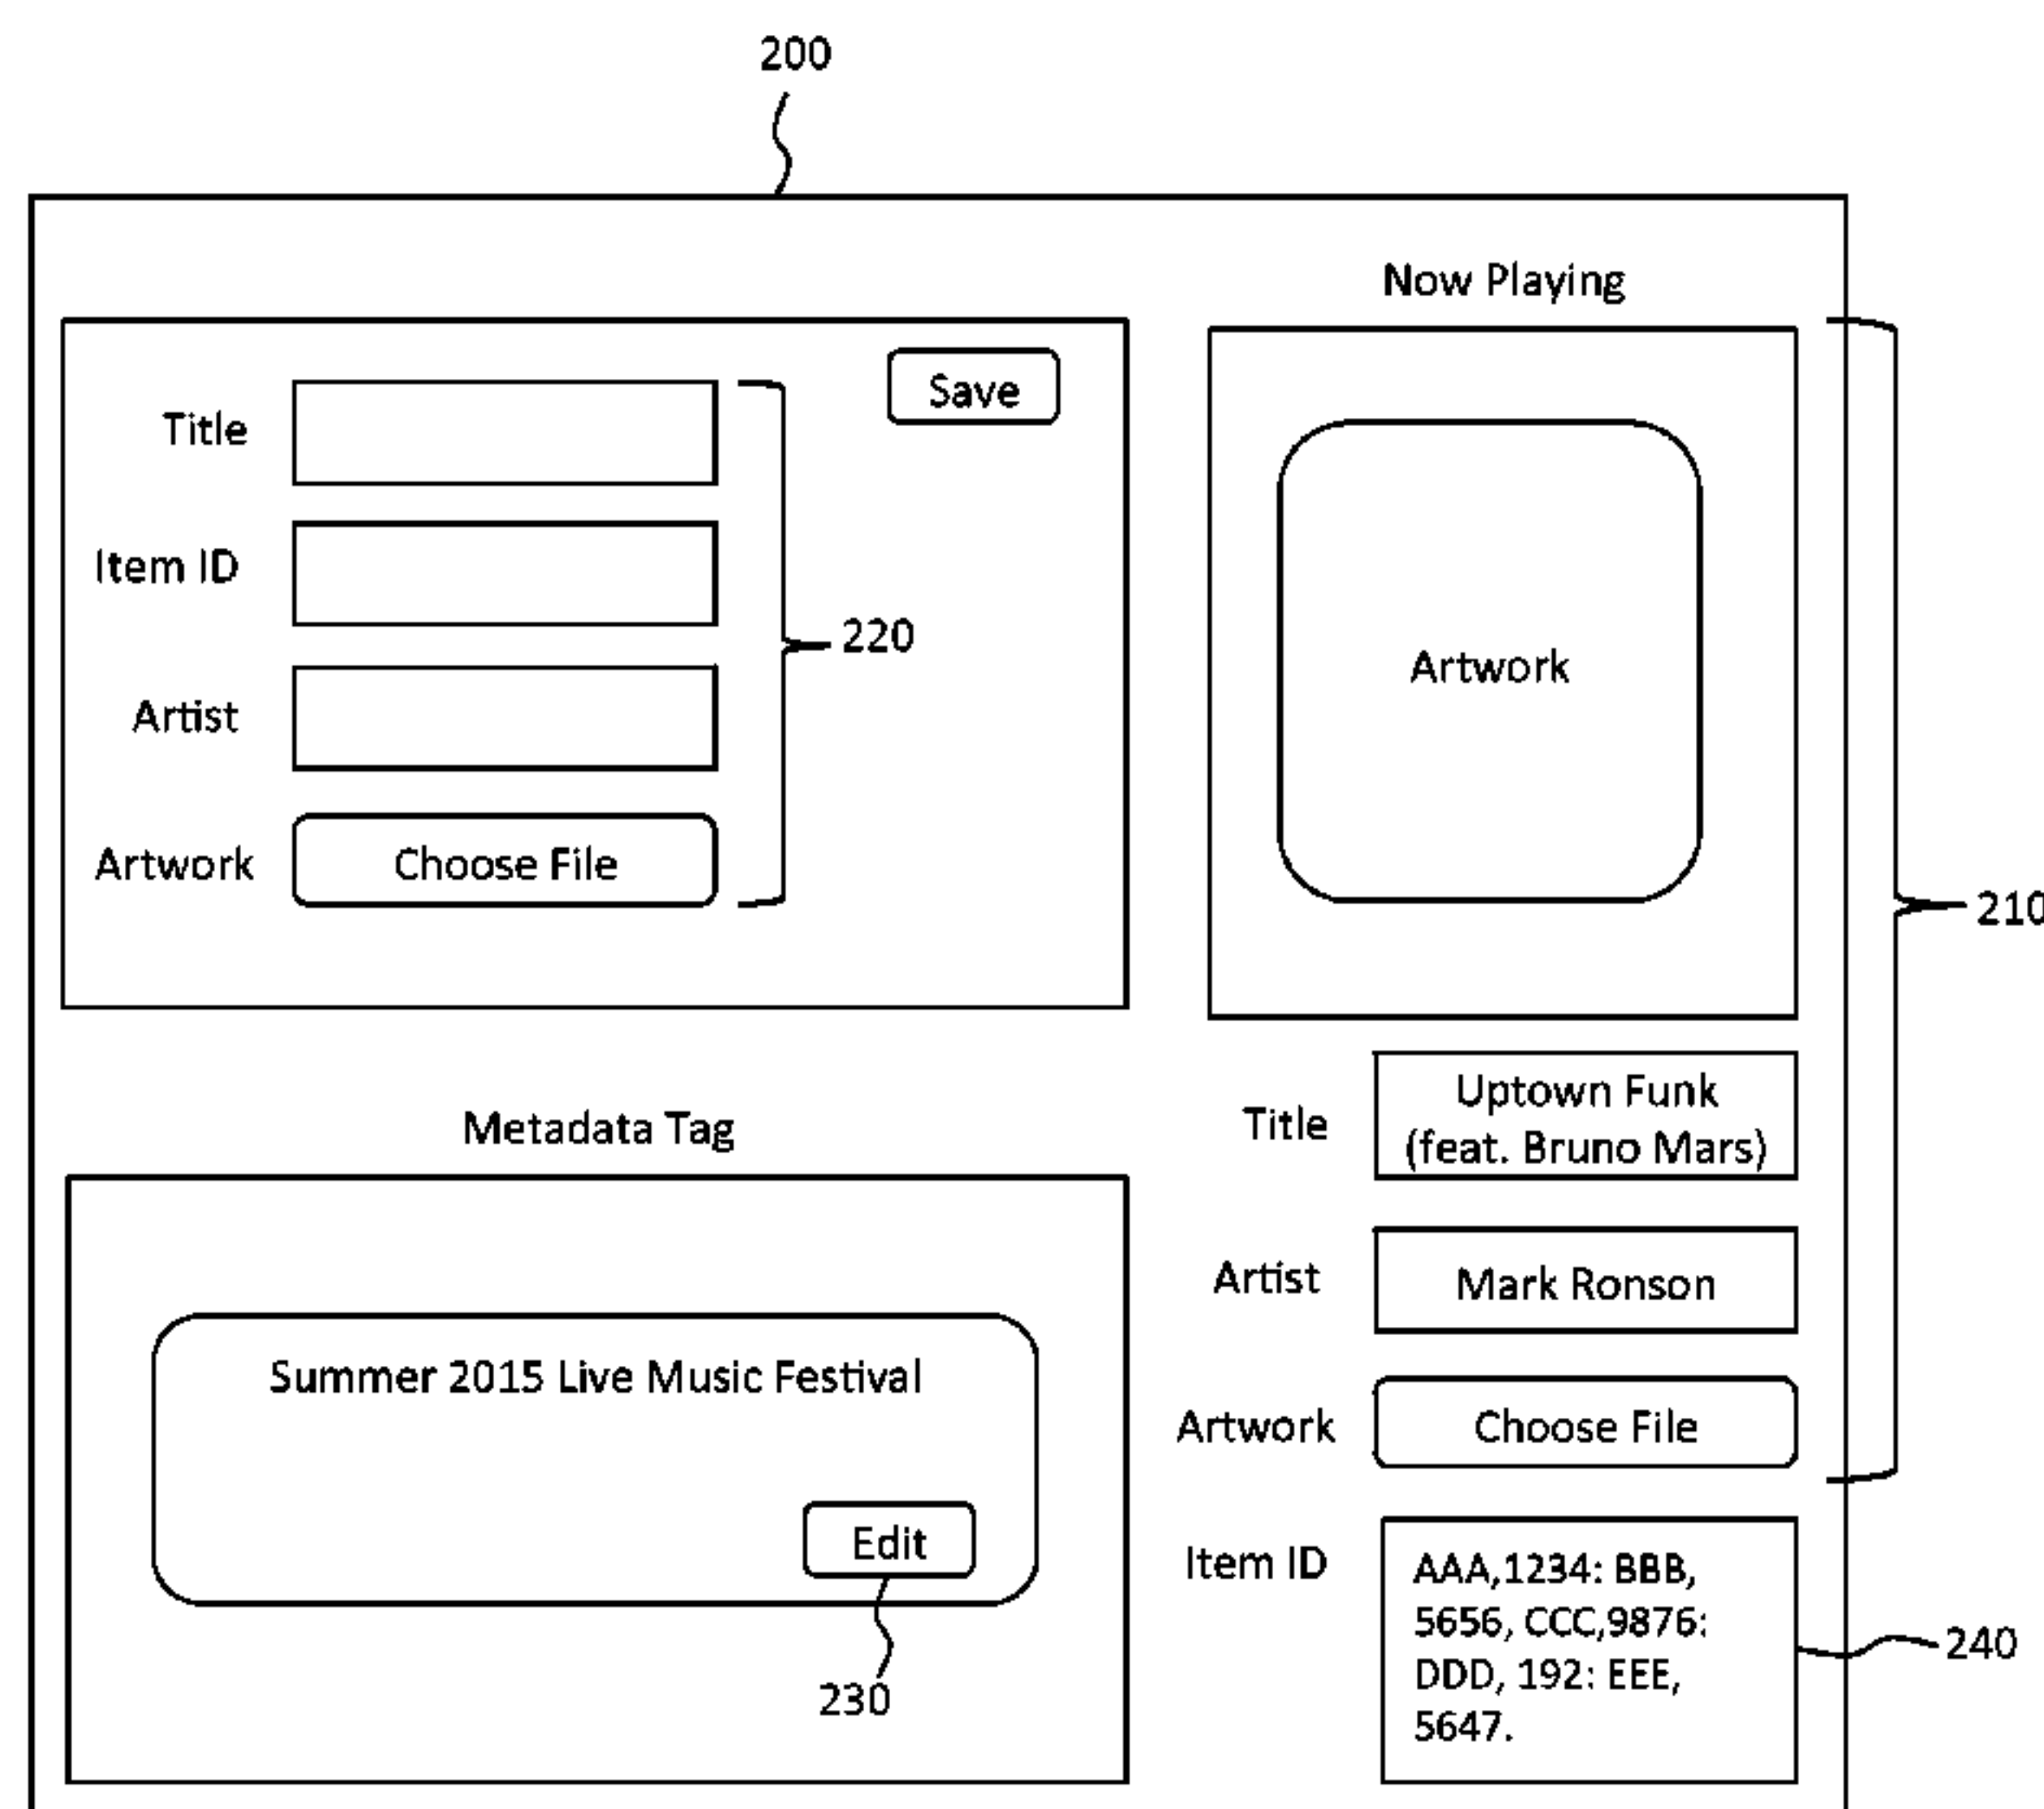 200
Now Playing
Save
Title
Item ID
220
Artist
Artwork
Choose File
Artwork
210
Title
Uptown Funk
(feat. Bruno Mars)
Artist
Mark Ronson
Artwork
Choose File
Item ID
AAA,1234: BBB,
5656, CCC,9876:
DDD, 192: EEE,
5647.
240
Metadata Tag
Summer 2015 Live Music Festival
Edit
230